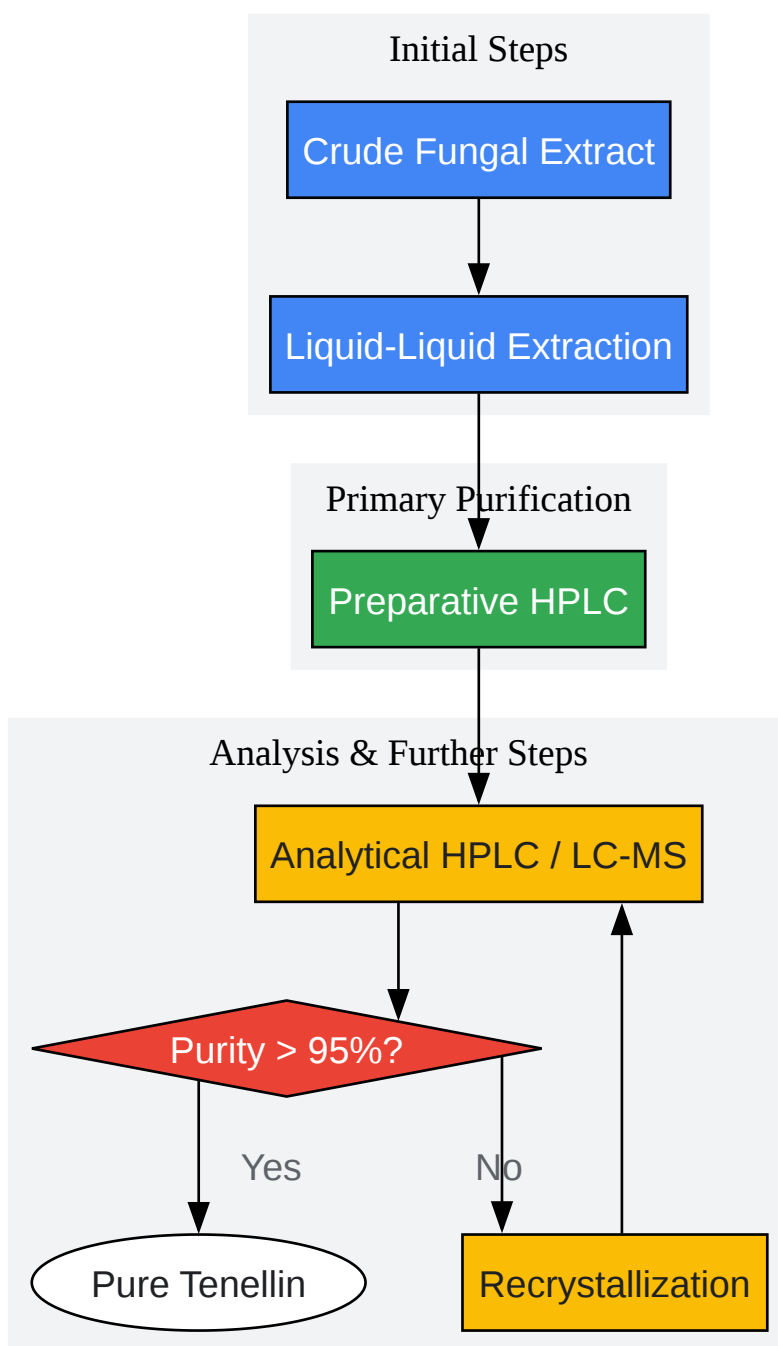 Initial Steps
Crude Fungal Extract
Liquid-Liquid Extraction
Primary Purification
Preparative HPLC
Analysis & Further Steps
Analytical HPLC / LC-MS
Purity > 95%?
Yes
No
Pure Tenellin
Recrystallization